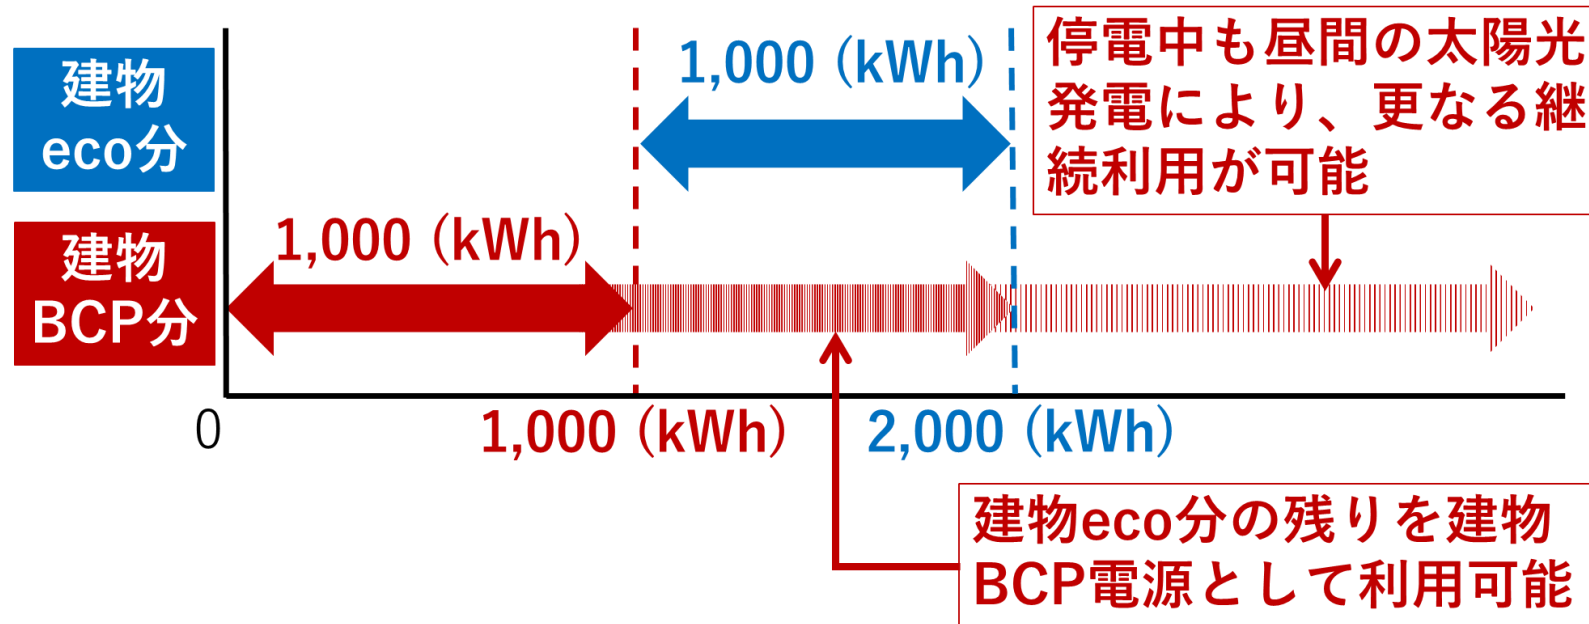 建物
eco分
1,000 (kWh)
停電中も昼間の太陽光
発電により、更なる継
続利用が可能
建物
BCP分
1,000 (kWh)
0
1,000 (kWh)
2,000 (kWh)
建物eco分の残りを建物
BCP電源として利用可能